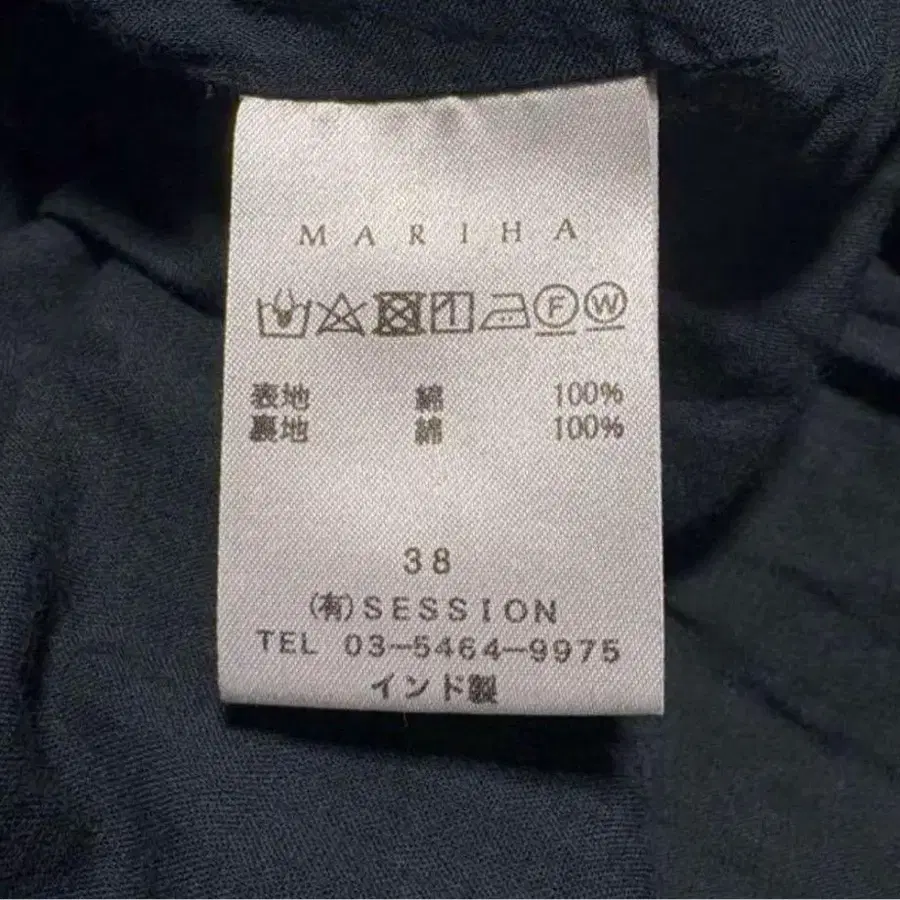 MARIHA
F W
表地 綿 100%
裏地 綿 100%
38
(有)SESSION
TEL 03-5464-9975
インド製